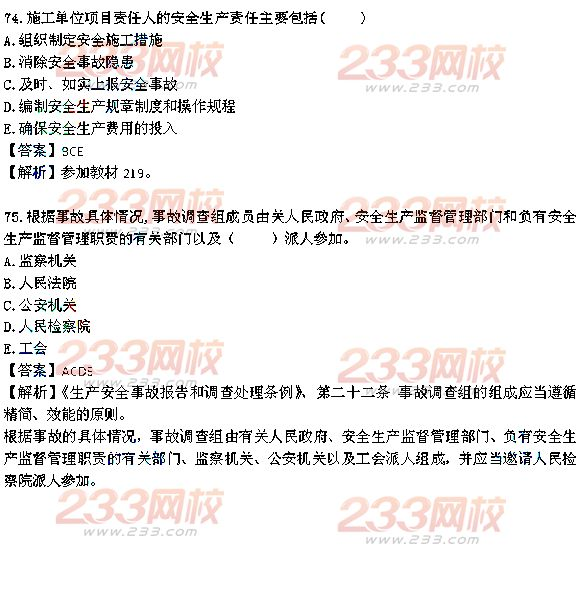 74.施工单位项目责任人的安全生产责任主要包括(    )
A.组织制定安全施工措施
B.消除安全事故隐患
C.及时、如实上报安全事故
D.编制安全生产规章制度和操作规程
E.确保安全生产费用的投入
【答案】BCE
【解析】参加教材219。
75.根据事故具体情况,事故调查组成员由关人民政府、安全生产监督管理部门和负有安全
生产监督管理职责的有关部门以及(    )派人参加。
A.监察机关
B.人民法院
C.公安机关
D.人民检察院
E.工会
【答案】ACDE
【解析】《生产安全事故报告和调查处理条例》、第二十二条 事故调查组的组成应当遵循
精简、效能的原则。
根据事故的具体情况，事故调查组由有关人民政府、安全生产监督管理部门、负有安全生
产监督管理职责的有关部门、监察机关、公安机关以及工会派人组成，并应当邀请人民检
察院派人参加。
233网校
www.233.com